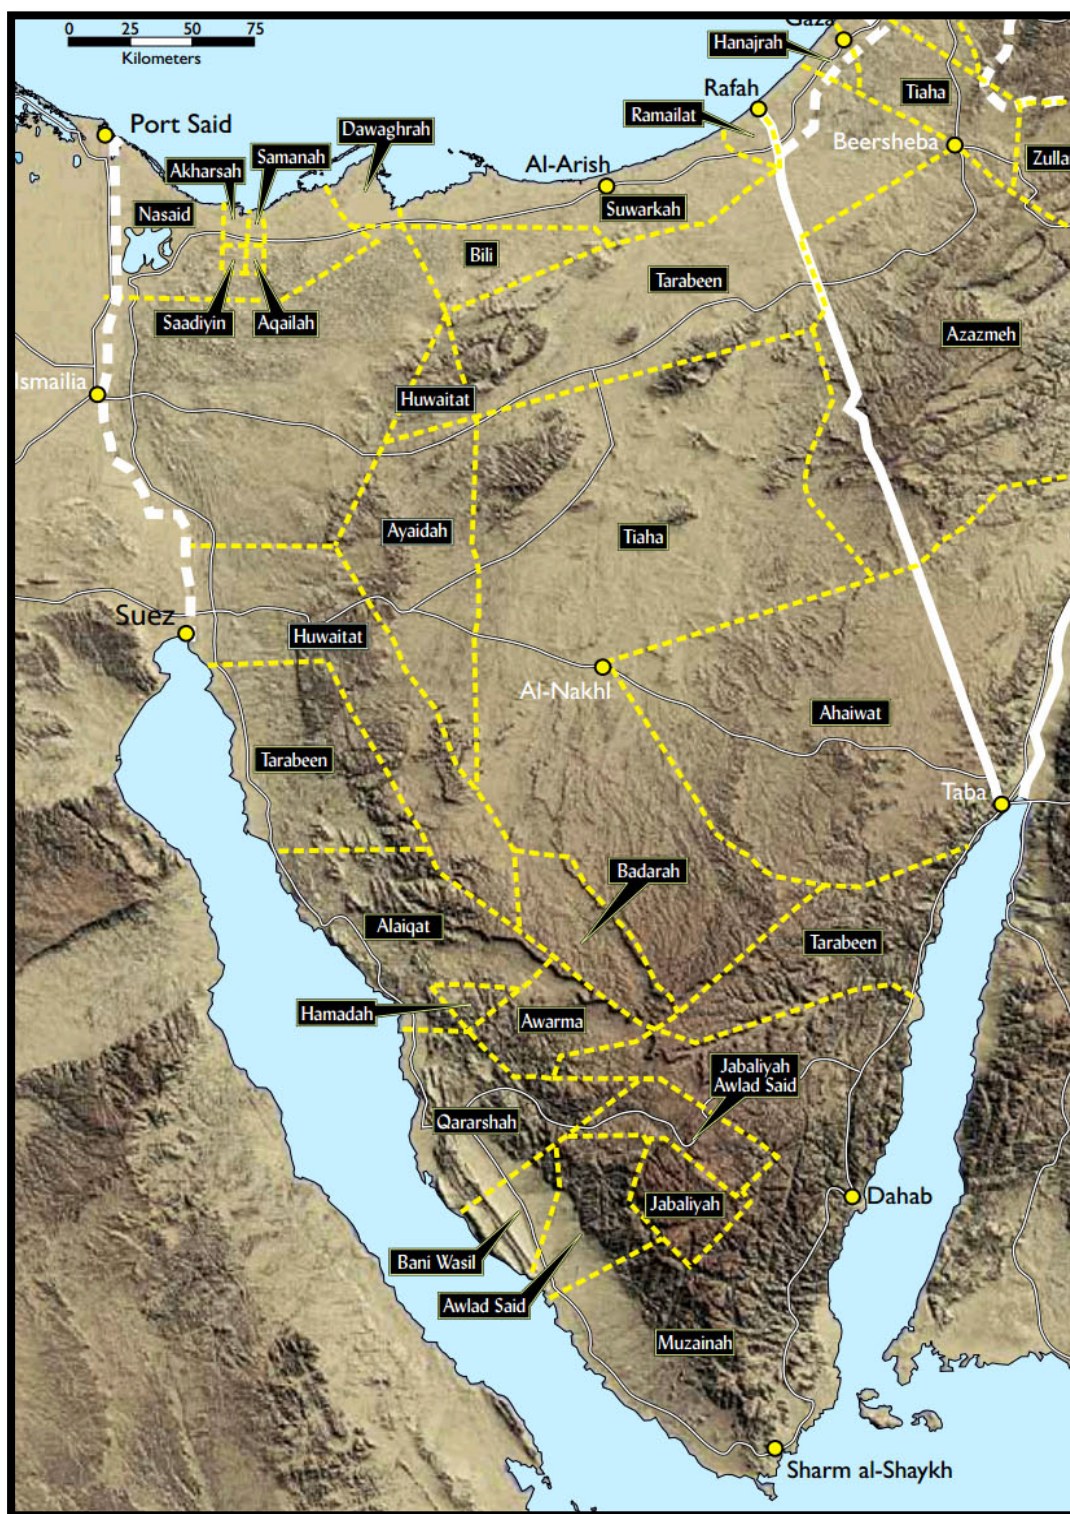 0 25 50 75
Kilometers
Gaza
Hanajrah
Tiaha
Rafah
Ramailat
Port Said
Dawaghrah
Samanah
Akharsah
Beersheba
Zulla
Al-Arish
Nasaid
Suwarkah
Bili
Tarabeen
Saadiyin
Aqailah
Azazmeh
Ismailia
Huwaitat
Ayaidah
Tiaha
Suez
Huwaitat
Al-Nakhl
Ahaiwat
Tarabeen
Taba
Badarah
Alaiqat
Tarabeen
Hamadah
Awarma
Jabaliyah
Awlad Said
Qararshah
Dahab
Jabaliyah
Bani Wasil
Awlad Said
Muzainah
Sharm al-Shaykh